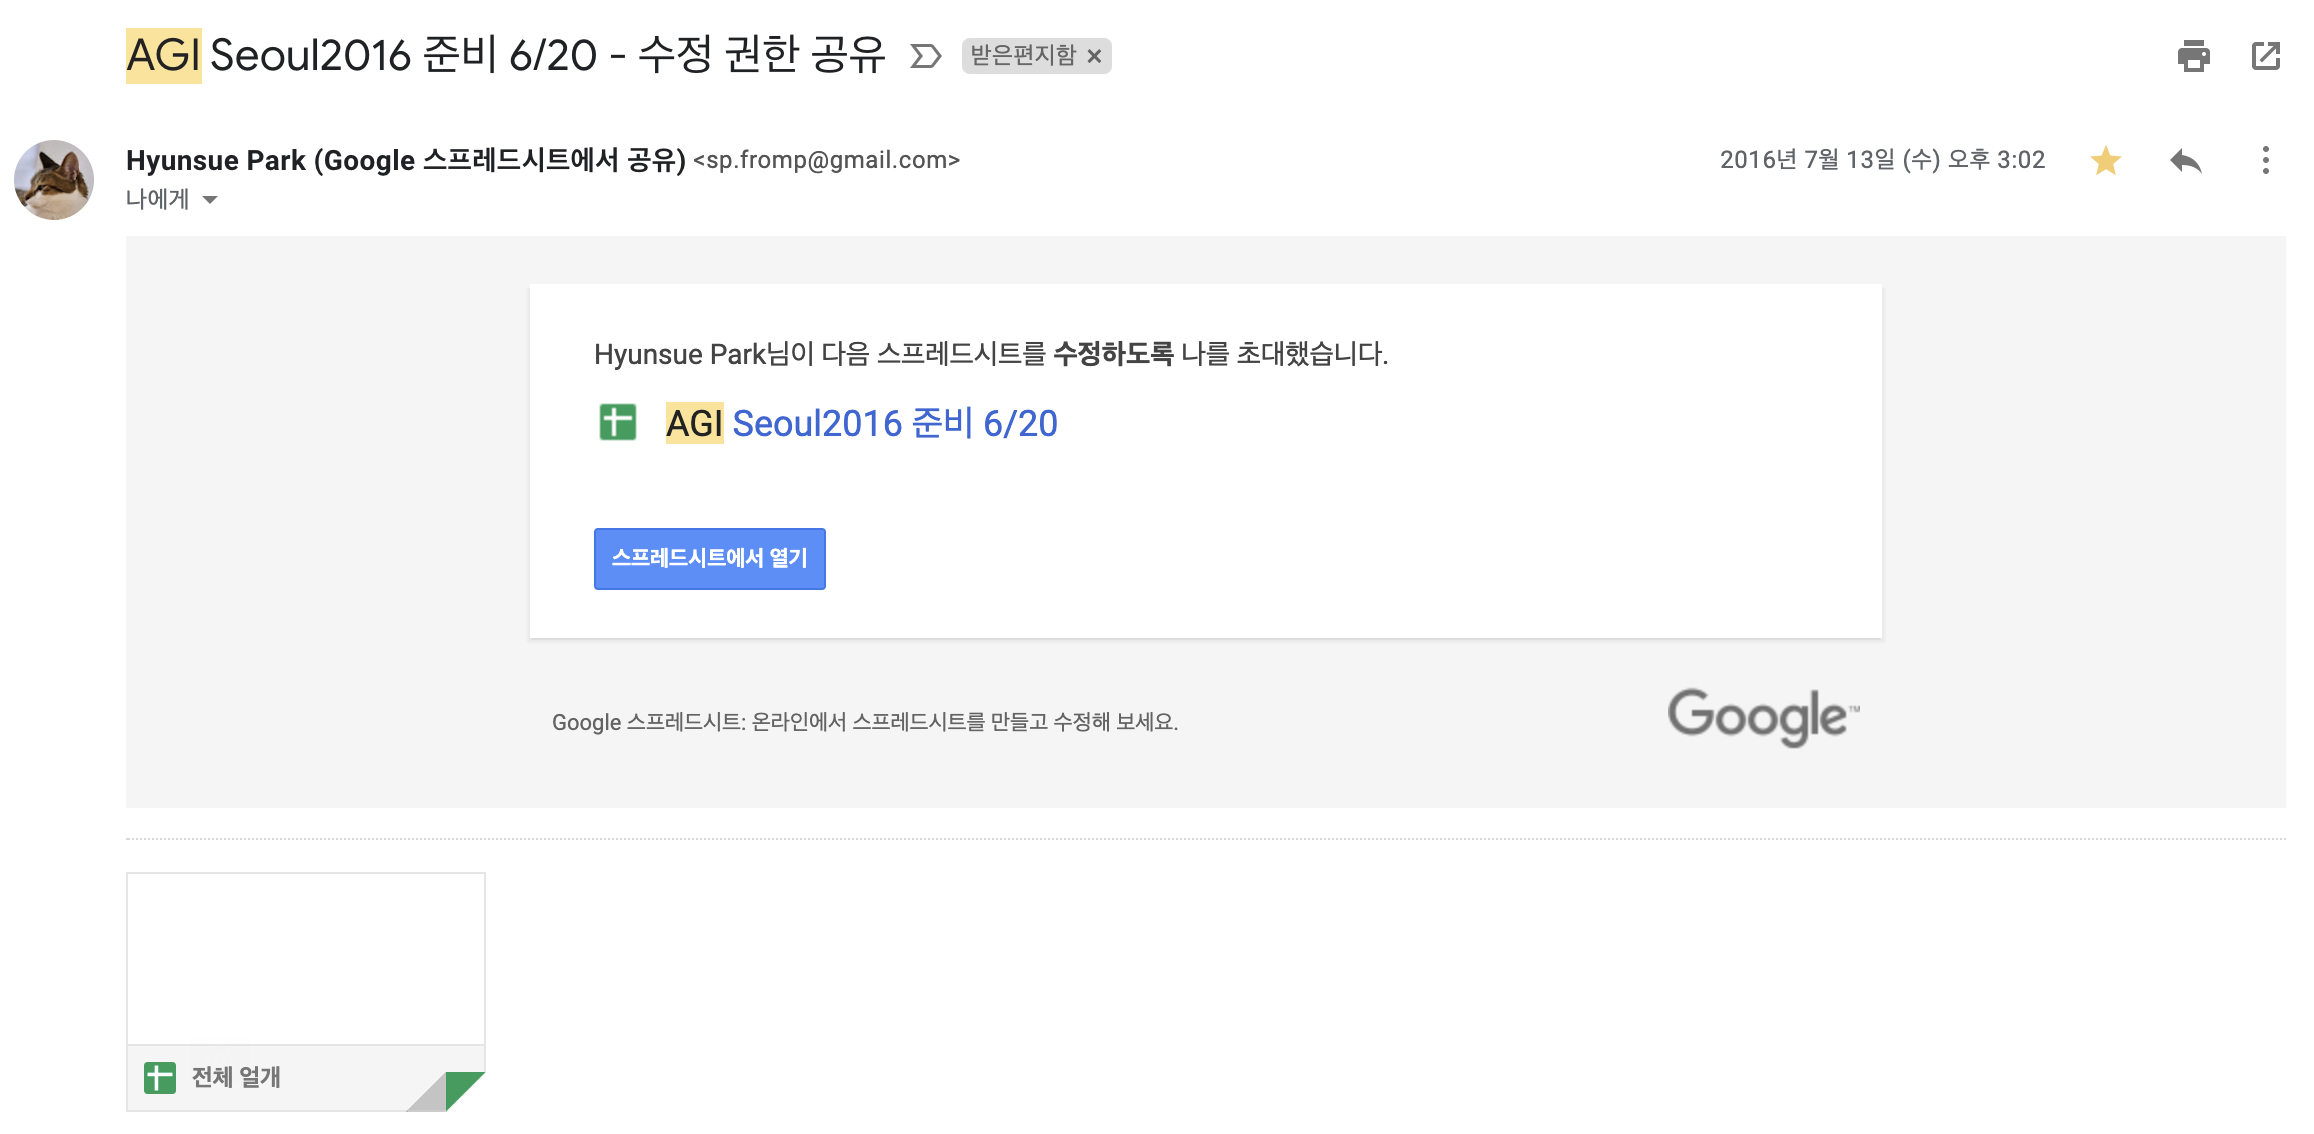 AGI Seoul2016 준비 6/20 - 수정 권한 공유 받은편지함 ×
Hyunsue Park (Google 스프레드시트에서 공유) <sp.fromp@gmail.com> 2016년 7월 13일 (수) 오후 3:02
나에게
Hyunsue Park님이 다음 스프레드시트를 수정하도록 나를 초대했습니다.
AGI Seoul2016 준비 6/20
스프레드시트에서 열기
Google 스프레드시트: 온라인에서 스프레드시트를 만들고 수정해 보세요.
Google™
전체 얼개